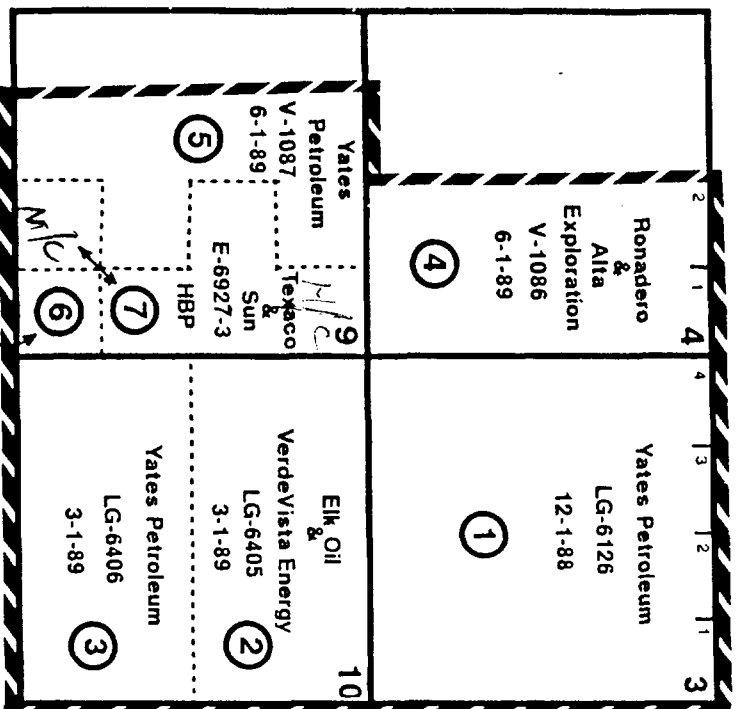 2
1
Ronadero
&
Alta
Exploration
V-1086
6-1-89
4
4
4
3
2
1
Yates Petroleum
LG-6126
12-1-88
1
3
Yates
Petroleum
V-1087
6-1-89
5
9
N/C
Texaco
&
Sun
E-6927-3
HBP
7
N/C
6
10
Elk Oil
&
VerdeVista Energy
LG-6405
3-1-89
2
Yates Petroleum
LG-6406
3-1-89
3